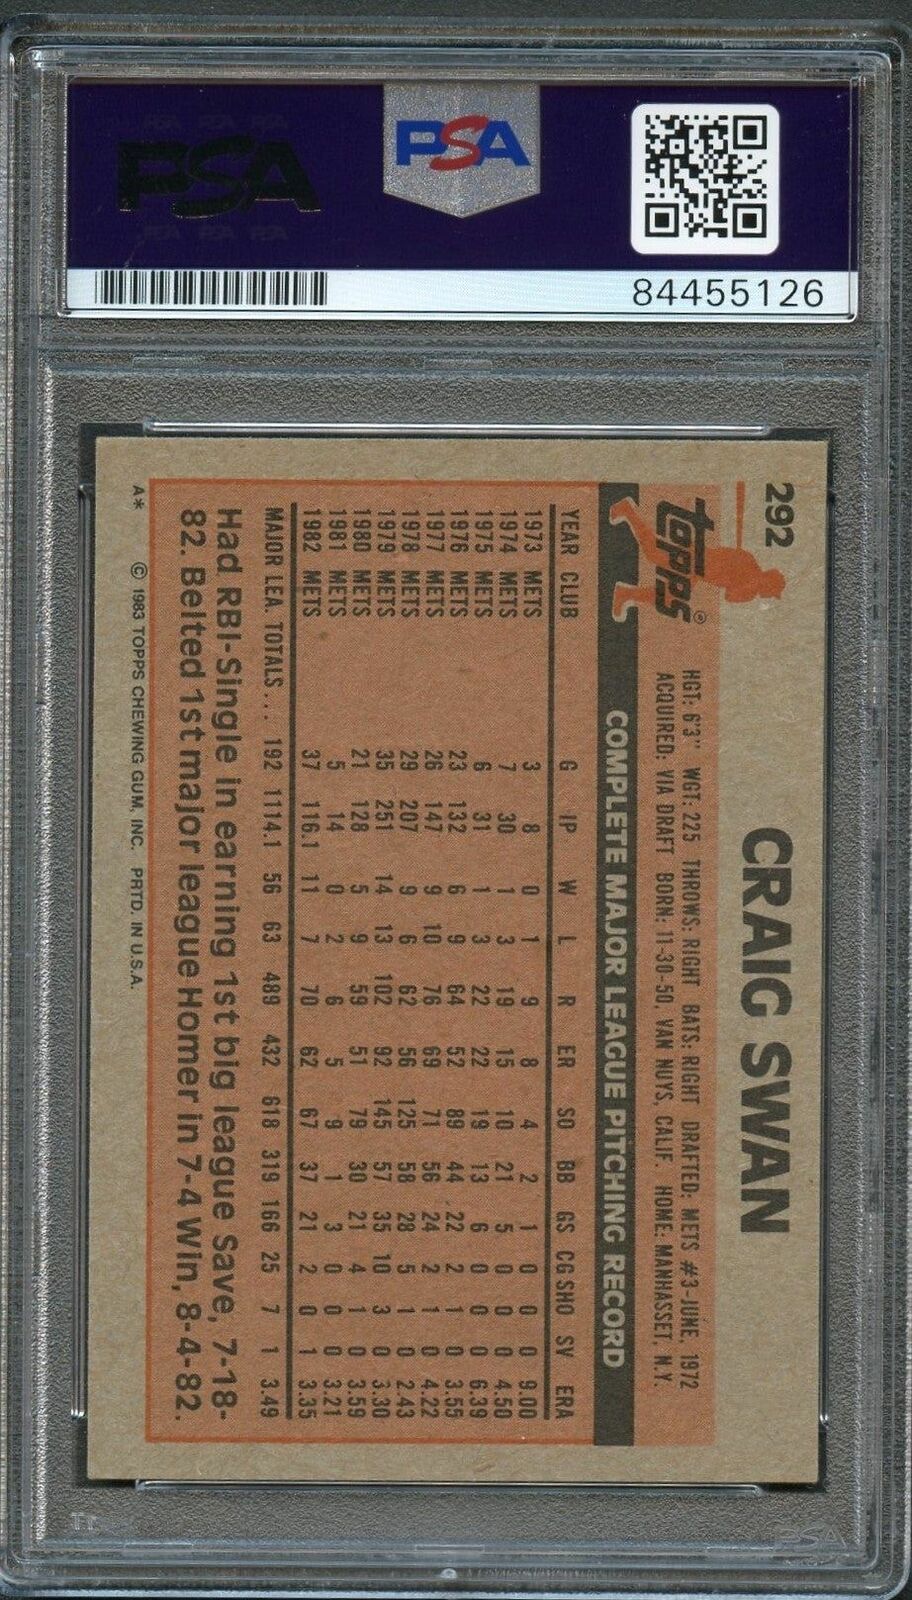 PSA
PSA
84455126
292
CRAIG SWAN
TOPPS®
HGT: 6'3" WGT: 225 THROWS: RIGHT BATS: RIGHT DRAFTED: METS #3-JUNE, 1972
ACQUIRED: VIA DRAFT BORN: 11-30-50, VAN NUYS, CALIF. HOME: MANHASSET, N.Y.
COMPLETE MAJOR LEAGUE PITCHING RECORD
YEAR CLUB G IP W L R ER SO BB GS CG SHO SV ERA
1973 METS 3 8 0 1 9 8 4 2 1 0 0 0 9.00
1974 METS 7 30 1 3 19 15 10 21 5 0 0 0 4.50
1975 METS 6 31 1 3 22 22 19 13 6 0 0 0 6.39
1976 METS 23 132 6 9 64 52 89 44 22 2 1 0 3.55
1977 METS 26 147 9 10 76 69 71 56 24 2 1 0 4.22
1978 METS 29 207 9 6 62 56 125 58 28 5 1 0 2.43
1979 METS 35 251 14 13 102 92 145 57 35 10 3 0 3.30
1980 METS 21 128 5 9 59 51 79 30 21 4 1 0 3.59
1981 METS 5 14 0 2 6 5 9 1 3 0 0 0 3.21
1982 METS 37 116.1 11 7 70 62 67 37 21 2 0 1 3.35
MAJOR LEA. TOTALS... 192 1114.1 56 63 489 432 618 319 166 25 7 1 3.49
Had RBI-Single in earning 1st big league Save, 7-18-
82. Belted 1st major league Homer in 7-4 Win, 8-4-82.
A* © 1983 TOPPS CHEWING GUM, INC. PRTD. IN U.S.A.
PSA